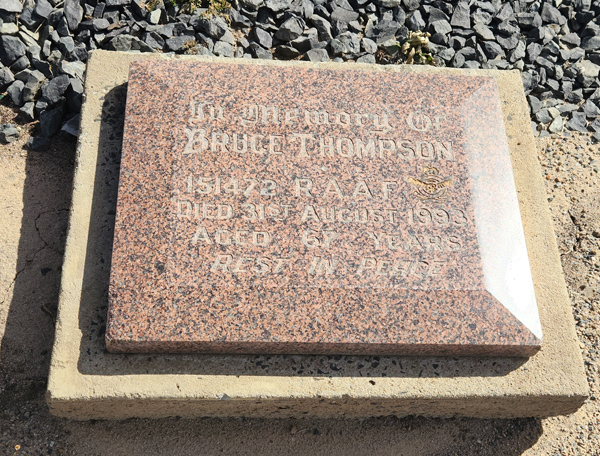 In Memory Of
BRUCE THOMPSON
151472 R.A.A.F.
DIED 31ST AUGUST 1993
AGED 67 YEARS
REST IN PEACE